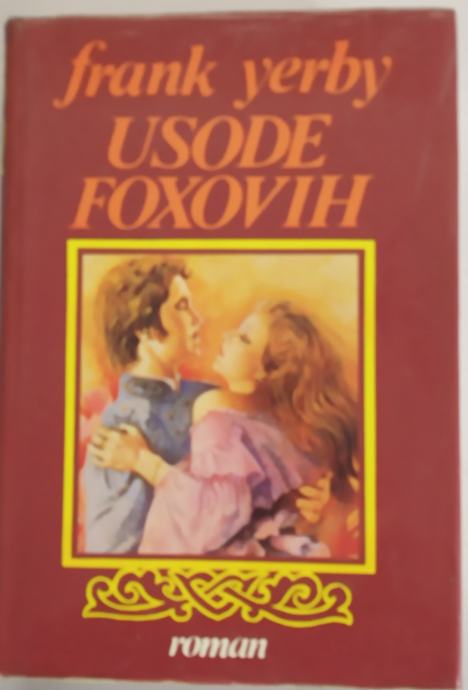 frank yerby
USODE
FOXOVIH
roman